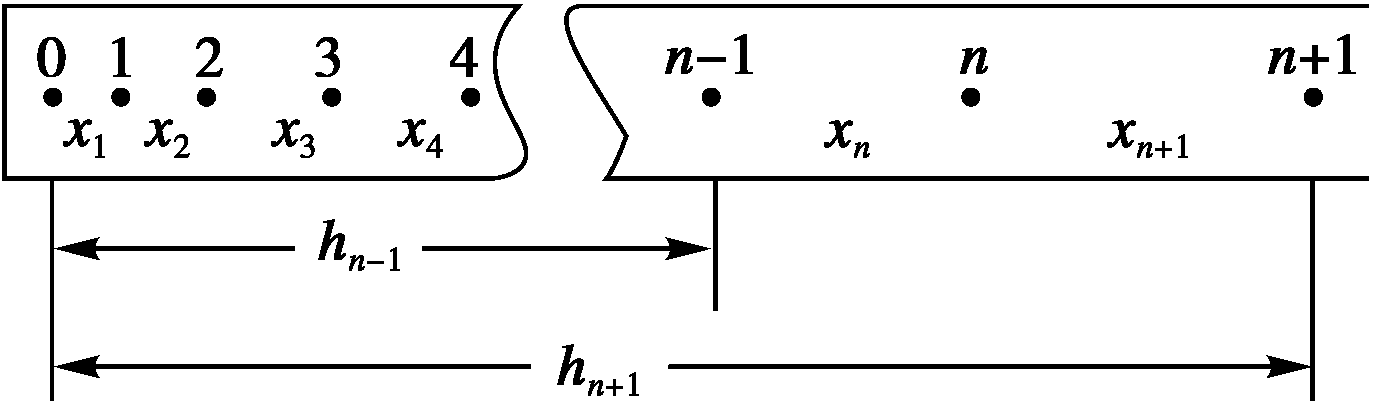 0 1 2 3 4 n−1 n n+1
x₁ x₂ x₃ x₄ xₙ xₙ₊₁
hₙ₋₁
hₙ₊₁